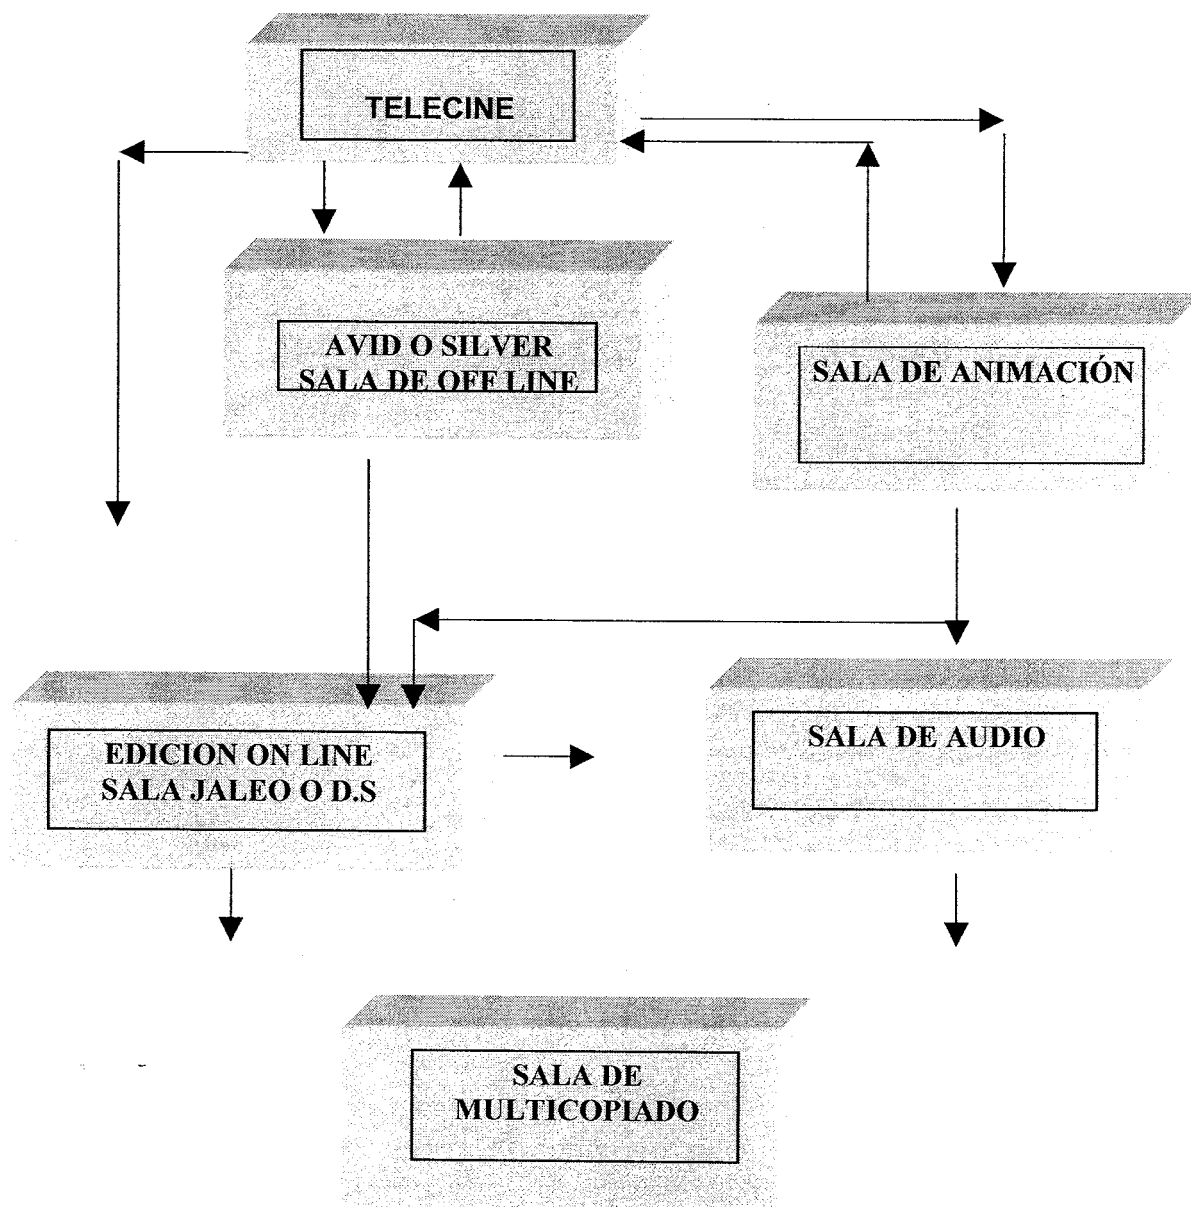 TELECINE
AVID O SILVER
SALA DE OFF LINE
SALA DE ANIMACIÓN
EDICION ON LINE
SALA JALEO O D.S
SALA DE AUDIO
SALA DE
MULTICOPIADO